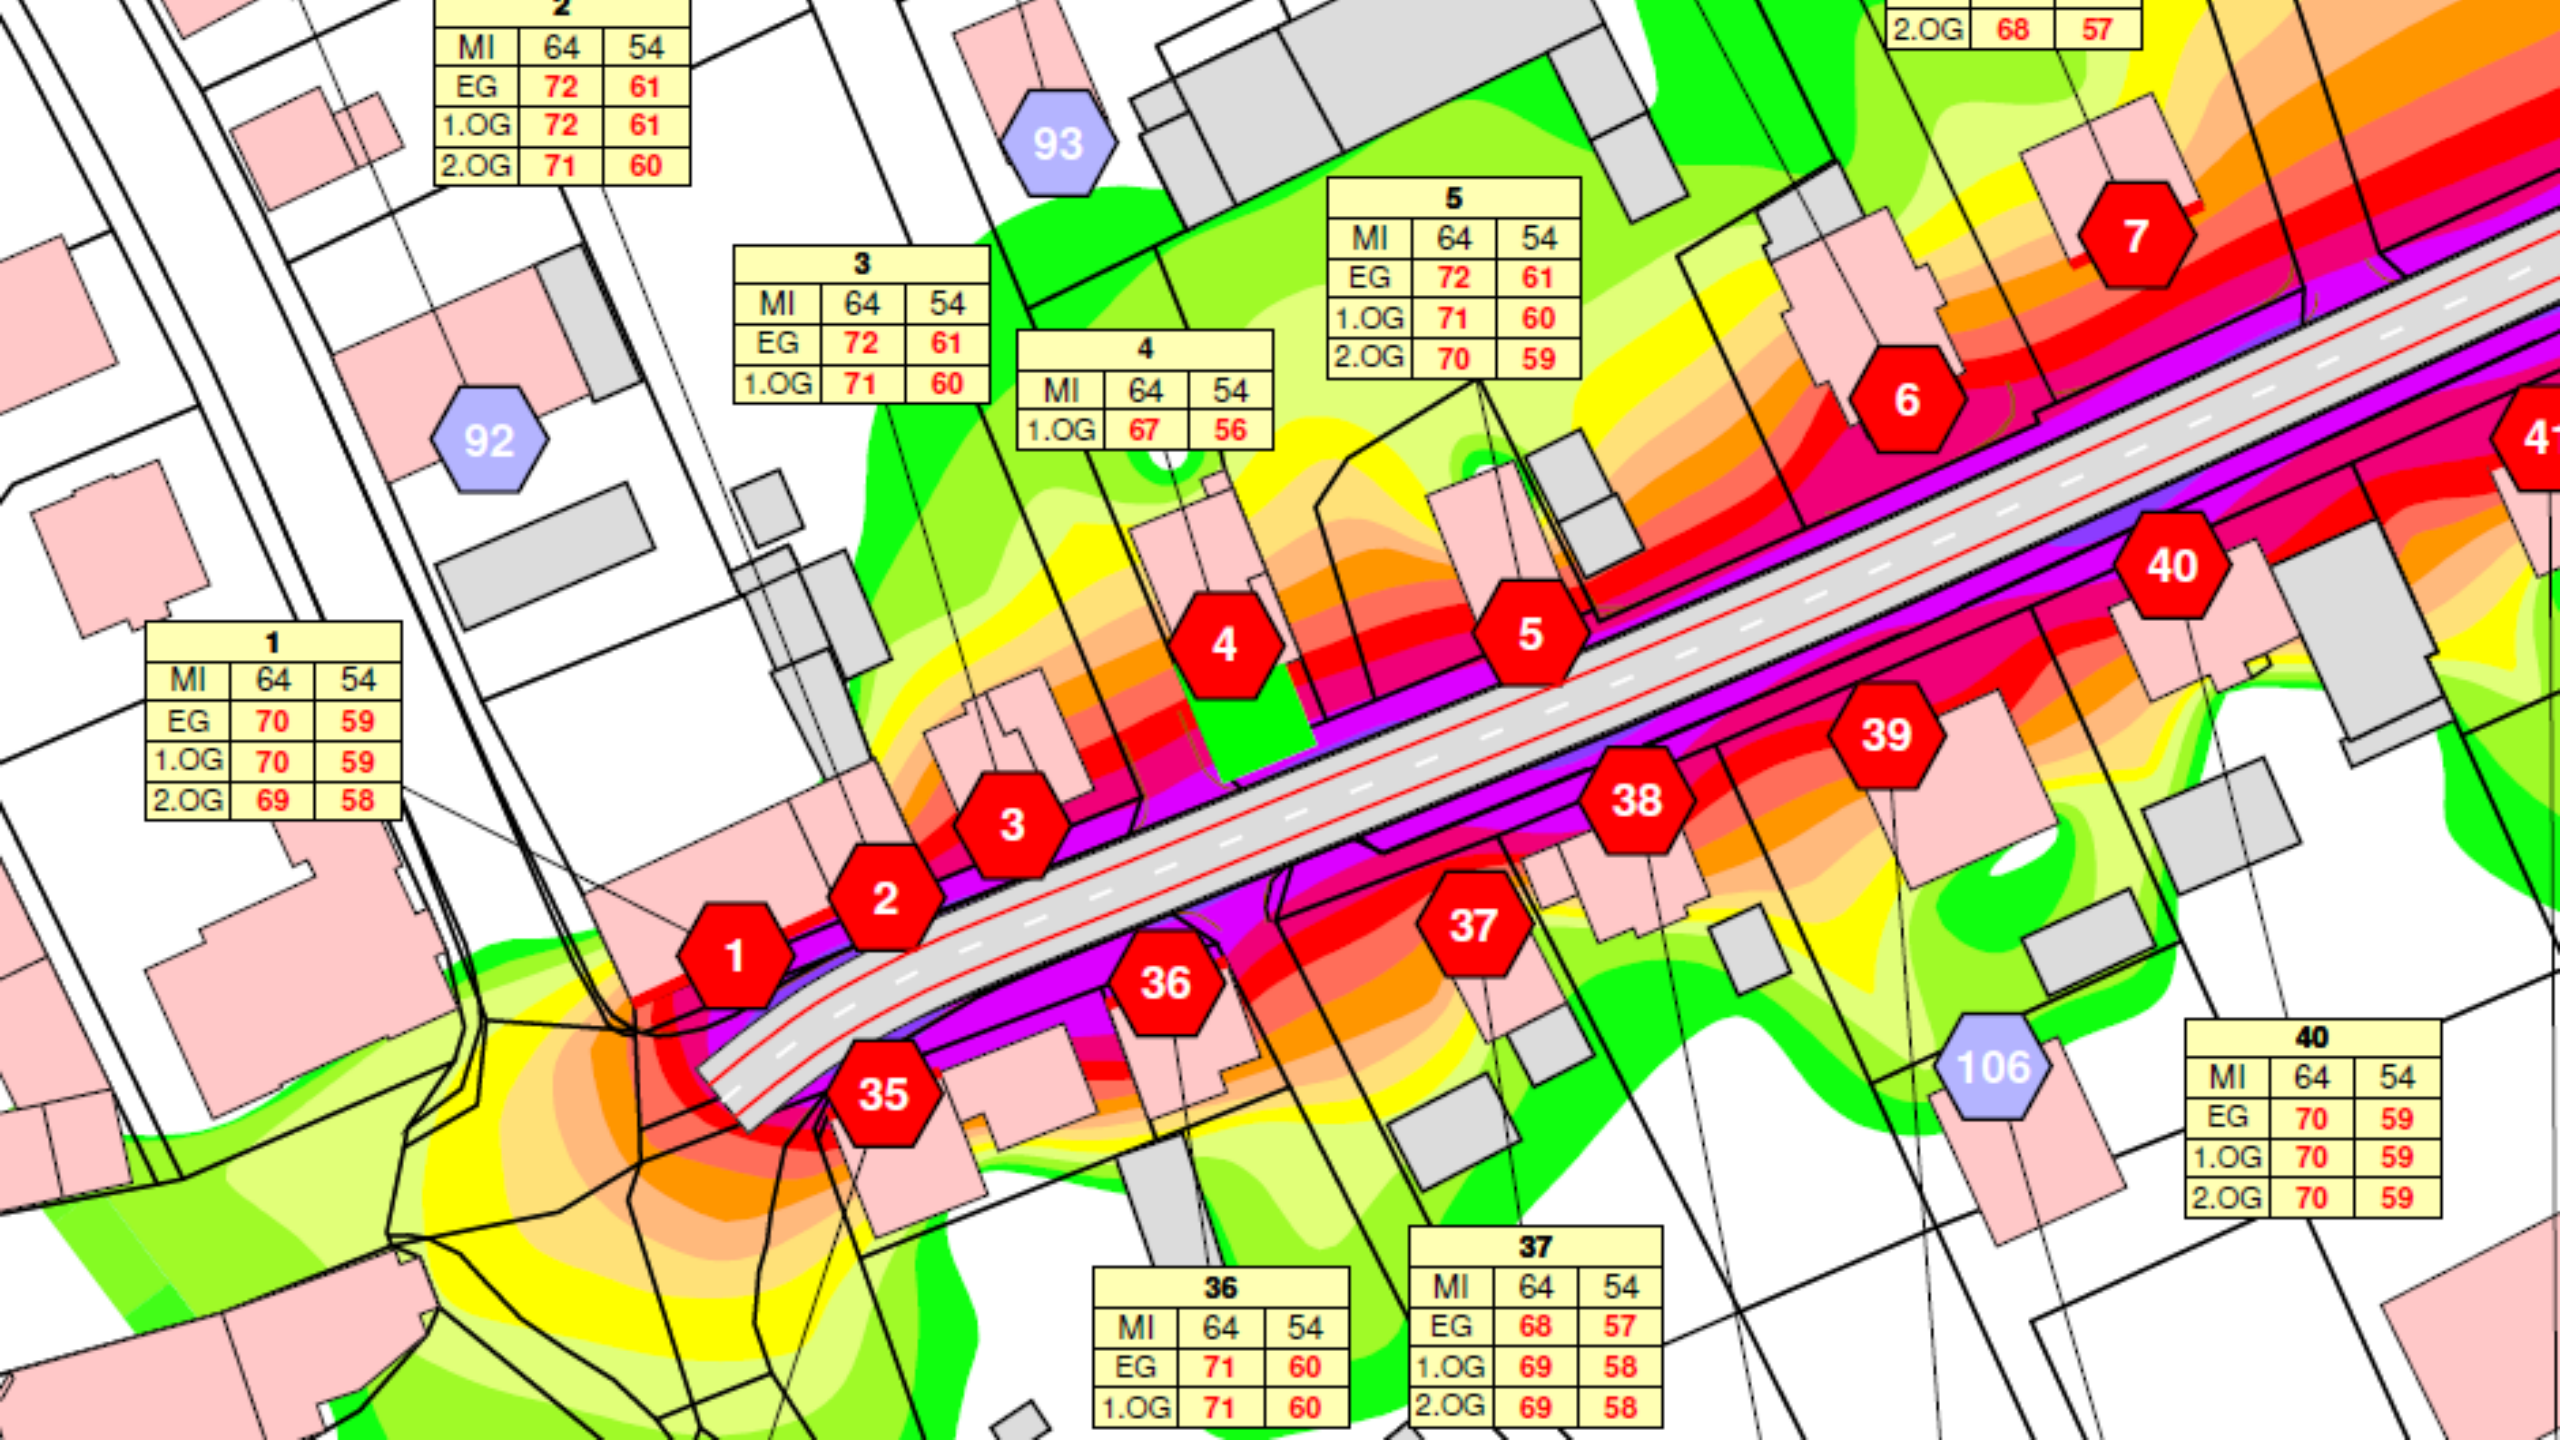 2
MI 64 54
EG 72 61
1.OG 72 61
2.OG 71 60
2.OG 68 57
93
5
MI 64 54
EG 72 61
1.OG 71 60
2.OG 70 59
7
3
MI 64 54
EG 72 61
1.OG 71 60
4
MI 64 54
1.OG 67 56
92
6
41
40
1
MI 64 54
EG 70 59
1.OG 70 59
2.OG 69 58
4
5
39
38
3
2
1
37
36
35
106
40
MI 64 54
EG 70 59
1.OG 70 59
2.OG 70 59
36
MI 64 54
EG 71 60
1.OG 71 60
37
MI 64 54
EG 68 57
1.OG 69 58
2.OG 69 58